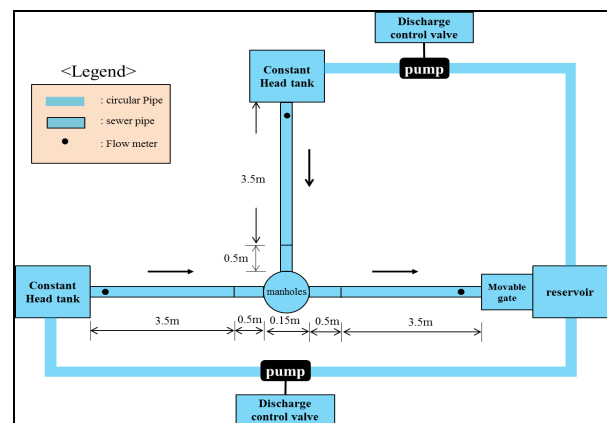 Discharge
control valve
<Legend>
: circular Pipe
: sewer pipe
: Flow meter
Constant
Head tank
pump
3.5m
0.5m
Constant
Head tank
manholes
Movable
gate
reservoir
3.5m
0.5m
0.15m
0.5m
3.5m
pump
Discharge
control valve